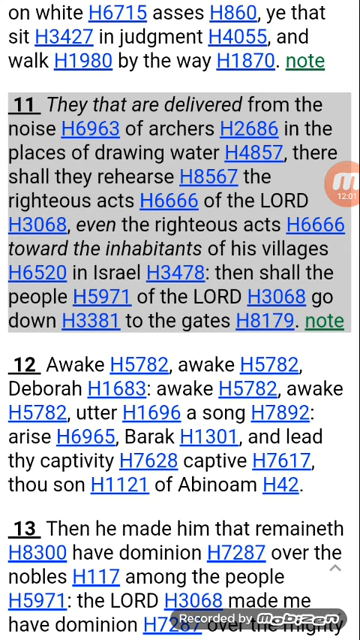 on white H6715 asses H860, ye that
sit H3427 in judgment H4055, and
walk H1980 by the way H1870. note
11 They that are delivered from the
noise H6963 of archers H2686 in the
places of drawing water H4857, there
shall they rehearse H8567 the
righteous acts H6666 of the LORD
H3068, even the righteous acts H6666
toward the inhabitants of his villages
H6520 in Israel H3478: then shall the
people H5971 of the LORD H3068 go
down H3381 to the gates H8179. note
12:01
12 Awake H5782, awake H5782,
Deborah H1683: awake H5782, awake
H5782, utter H1696 a song H7892:
arise H6965, Barak H1301, and lead
thy captivity H7628 captive H7617,
thou son H1121 of Abinoam H42.
13 Then he made him that remaineth
H8300 have dominion H7287 over the
nobles H117 among the people
H5971: the LORD H3068 made me
have dominion H7287 over the mighty
Recorded by mobizen